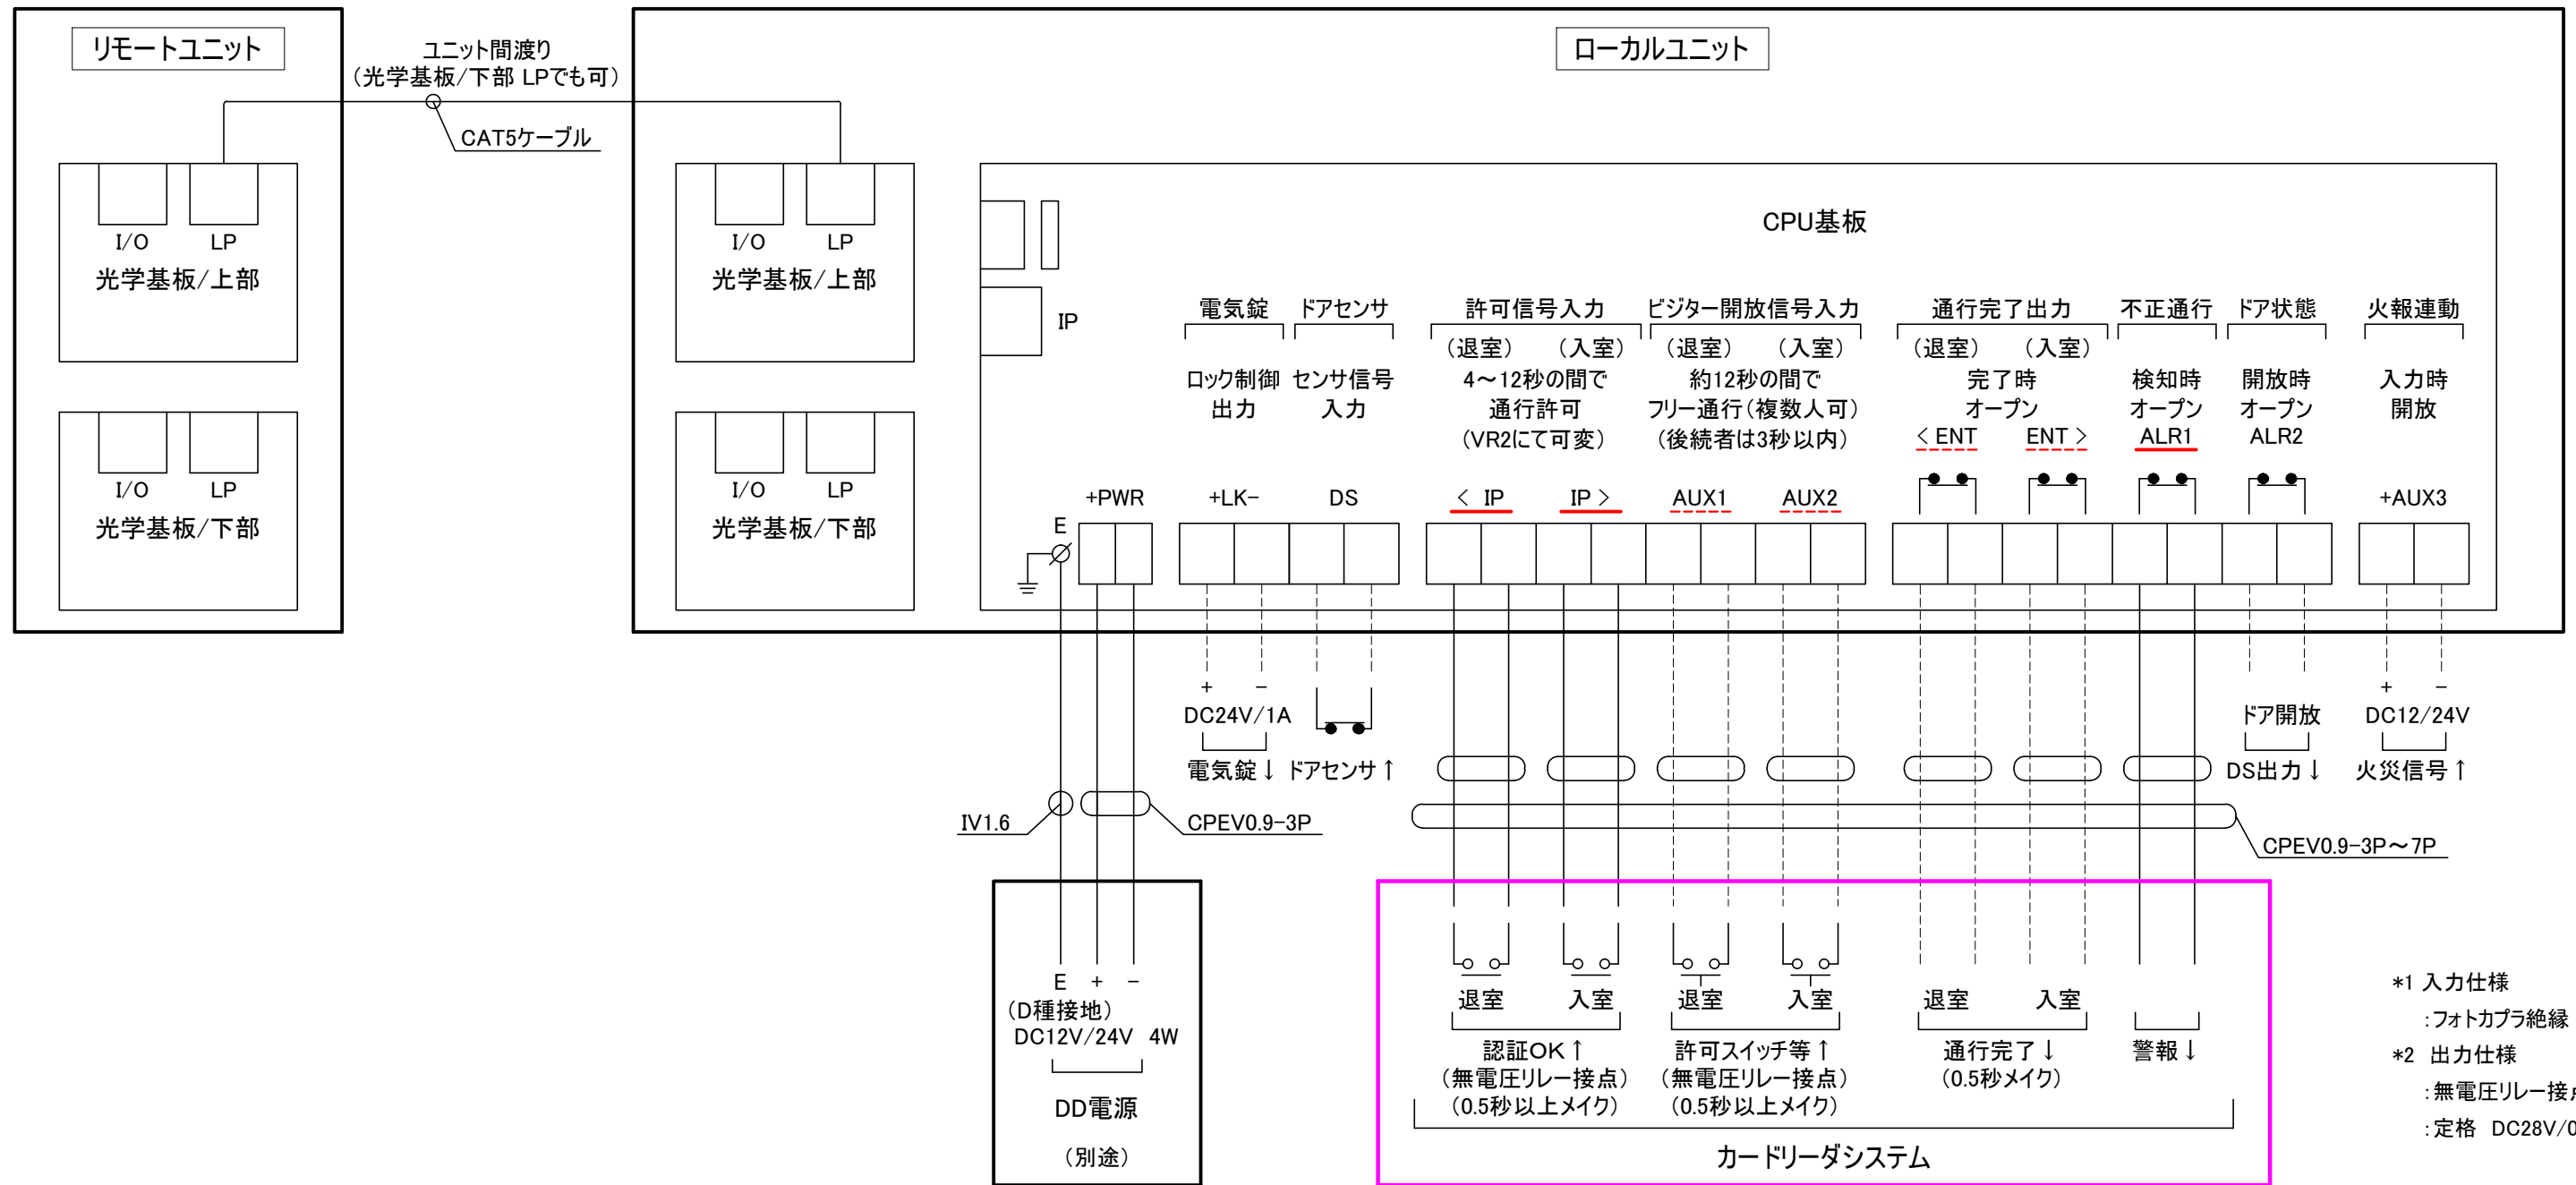 リモートユニット
ユニット間渡り
(光学基板/下部 LPでも可)
CAT5ケーブル
I/O LP
光学基板/上部
I/O LP
光学基板/下部
ローカルユニット
I/O LP
光学基板/上部
I/O LP
光学基板/下部
CPU基板
IP
電気錠
ロック制御
出力
+LK-
ドアセンサ
センサ信号
入力
DS
許可信号入力
(退室) (入室)
4～12秒の間で
通行許可
(VR2にて可変)
< IP IP >
ビジター開放信号入力
(退室) (入室)
約12秒の間で
フリー通行(複数人可)
(後続者は3秒以内)
AUX1 AUX2
通行完了出力
(退室) (入室)
完了時
オープン
< ENT ENT >
不正通行
検知時
オープン
ALR1
ドア状態
開放時
オープン
ALR2
火報連動
入力時
開放
+AUX3
E
+PWR
+ -
DC24V/1A
電気錠↓
ドアセンサ↑
ドア開放
DS出力↓
+ -
DC12/24V
火災信号↑
IV1.6
CPEV0.9-3P
CPEV0.9-3P～7P
E + -
(D種接地)
DC12V/24V 4W
DD電源
(別途)
退室 入室
認証OK↑
(無電圧リレー接点)
(0.5秒以上メイク)
退室 入室
許可スイッチ等↑
(無電圧リレー接点)
(0.5秒以上メイク)
退室 入室
通行完了↓
(0.5秒メイク)
警報↓
カードリーダシステム
*1 入力仕様
:フォトカプラ絶縁
*2 出力仕様
:無電圧リレー接
:定格 DC28V/0